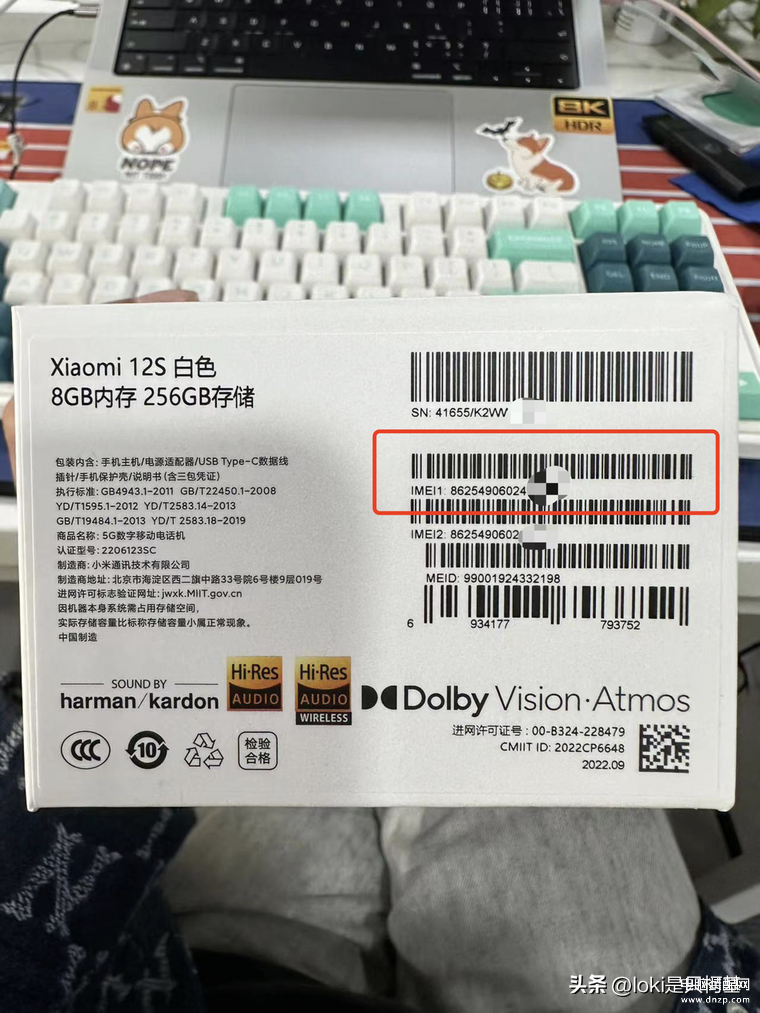 8K
HDR
NOPE
Xiaomi 12S 白色
8GB内存 256GB存储
SN: 41655/K2W
包装内含: 手机主机/电源适配器/USB Type-C数据线
插针/手机保护壳/说明书 (含三包凭证)
执行标准: GB4943.1-2011 GB/T22450.1-2008
YD/T1595.1-2012 YD/T2583.14-2013
GB/T19484.1-2013 YD/T 2583.18-2019
商品名称: 5G数字移动电话机
认证型号: 2206123SC
制造商: 小米通讯技术有限公司
制造商地址: 北京市海淀区西二旗中路33号院6号楼9层019号
进网许可标志验证网址: jwxk.MIIT.gov.cn
因机器本身系统需占用存储空间,
实际存储容量比标称存储容量小属正常现象。
中国制造
IMEI1: 86254906024
IMEI2: 8625490602
MEID: 99001924332198
6 934177 793752
SOUND BY
harman/kardon
Hi-Res
AUDIO
Hi-Res
AUDIO
WIRELESS
Dolby Vision·Atmos
进网许可证号: 00-B324-228479
CMIIT ID: 2022CP6648
2022.09
CCC
10
检验
合格
头条 @loki是贝柯基
www.dnzp.com